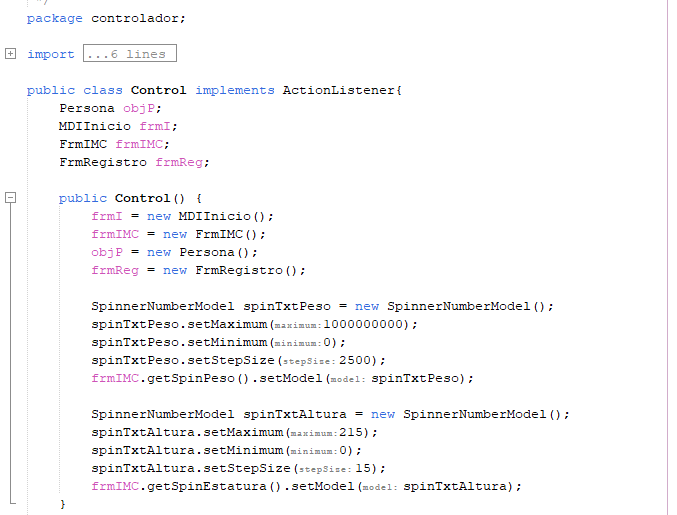 */
package controlador;
import ...6 lines
public class Control implements ActionListener{
Persona objP;
MDIInicio frmI;
FrmIMC frmIMC;
FrmRegistro frmReg;
public Control() {
frmI = new MDIInicio();
frmIMC = new FrmIMC();
objP = new Persona();
frmReg = new FrmRegistro();
SpinnerNumberModel spinTxtPeso = new SpinnerNumberModel();
spinTxtPeso.setMaximum(maximum:1000000000);
spinTxtPeso.setMinimum(minimum:0);
spinTxtPeso.setStepSize(stepSize:2500);
frmIMC.getSpinPeso().setModel(model: spinTxtPeso);
SpinnerNumberModel spinTxtAltura = new SpinnerNumberModel();
spinTxtAltura.setMaximum(maximum:215);
spinTxtAltura.setMinimum(minimum:0);
spinTxtAltura.setStepSize(stepSize:15);
frmIMC.getSpinEstatura().setModel(model: spinTxtAltura);
}